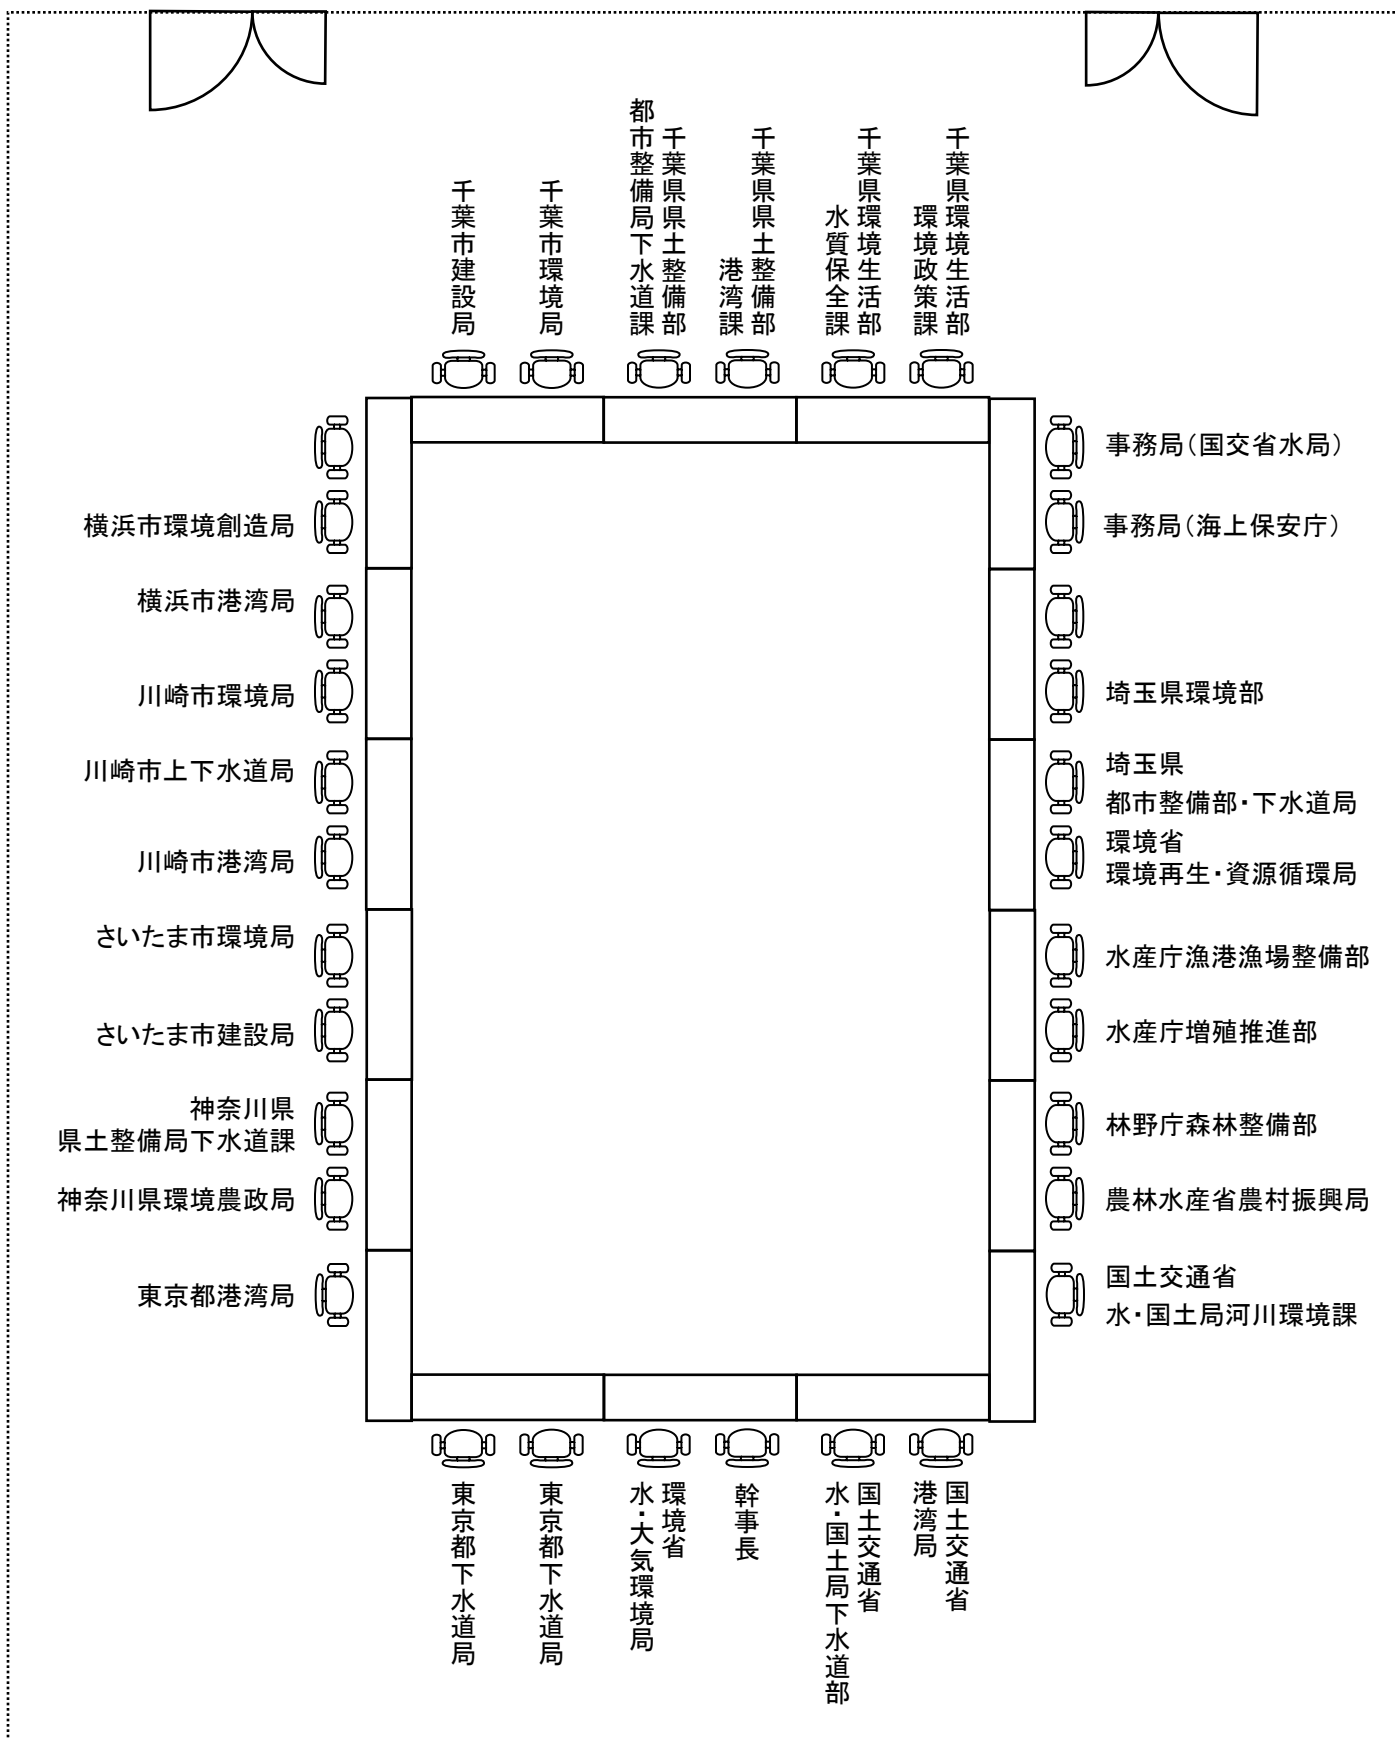 千葉市建設局
千葉市環境局
千葉県県土整備部
都市整備局下水道課
千葉県県土整備部
港湾課
千葉県環境生活部
水質保全課
千葉県環境生活部
環境政策課
横浜市環境創造局
横浜市港湾局
川崎市環境局
川崎市上下水道局
川崎市港湾局
さいたま市環境局
さいたま市建設局
神奈川県
県土整備局下水道課
神奈川県環境農政局
東京都港湾局
事務局(国交省水局)
事務局(海上保安庁)
埼玉県環境部
埼玉県
都市整備部・下水道局
環境省
環境再生・資源循環局
水産庁漁港漁場整備部
水産庁増殖推進部
林野庁森林整備部
農林水産省農村振興局
国土交通省
水・国土局河川環境課
東京都下水道局
東京都下水道局
環境省
水・大気環境局
幹事長
国土交通省
水・国土局下水道部
国土交通省
港湾局